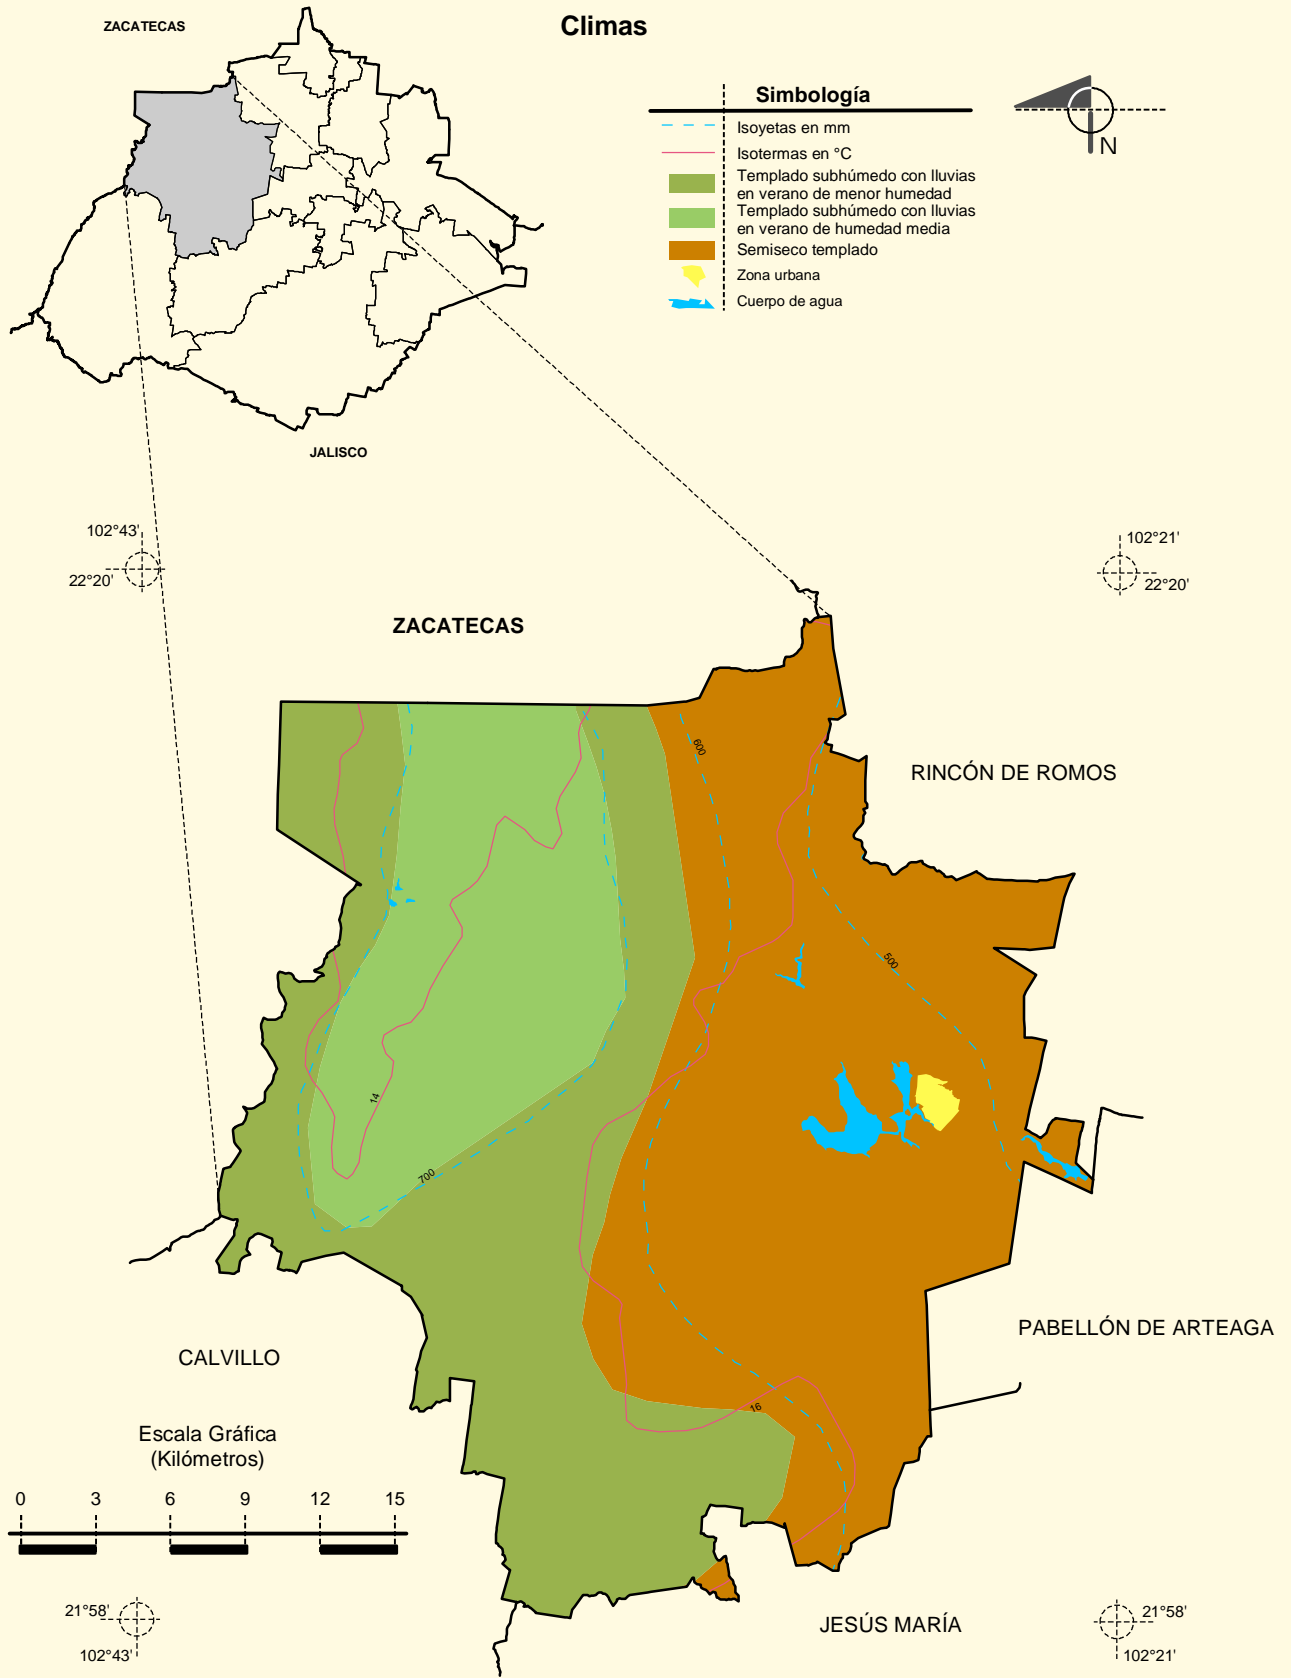 Climas
ZACATECAS
JALISCO
Simbología
Isoyetas en mm
Isotermas en °C
Templado subhúmedo con lluvias
en verano de menor humedad
Templado subhúmedo con lluvias
en verano de humedad media
Semiseco templado
Zona urbana
Cuerpo de agua
N
102°43'
22°20'
102°21'
22°20'
ZACATECAS
600
RINCÓN DE ROMOS
500
14
700
PABELLÓN DE ARTEAGA
CALVILLO
16
Escala Gráfica
(Kilómetros)
0 3 6 9 12 15
JESÚS MARÍA
21°58'
102°43'
21°58'
102°21'